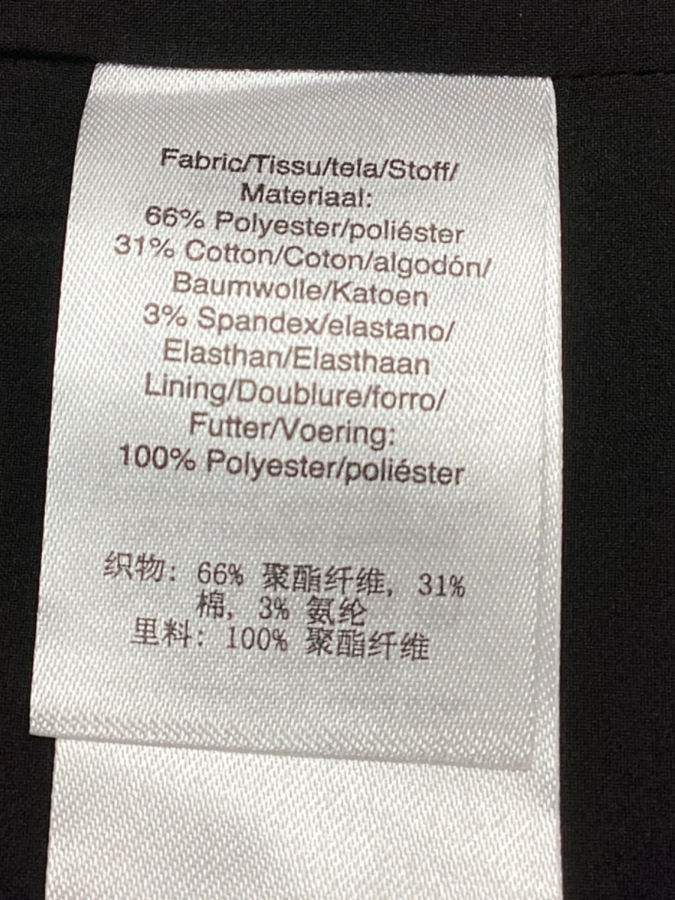 Fabric/Tissu/tela/Stoff/
Materiaal:
66% Polyester/poliéster
31% Cotton/Coton/algodón/
Baumwolle/Katoen
3% Spandex/elastano/
Elasthan/Elasthaan
Lining/Doublure/forro/
Futter/Voering:
100% Polyester/poliéster
织物: 66% 聚酯纤维, 31%
棉, 3% 氨纶
里料: 100% 聚酯纤维